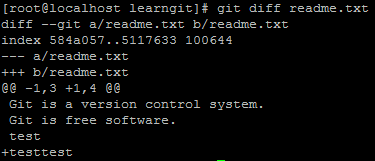 [root@localhost learngit]# git diff readme.txt
diff --git a/readme.txt b/readme.txt
index 584a057..5117633 100644
--- a/readme.txt
+++ b/readme.txt
@@ -1,3 +1,4 @@
 Git is a version control system.
 Git is free software.
 test
+testtest